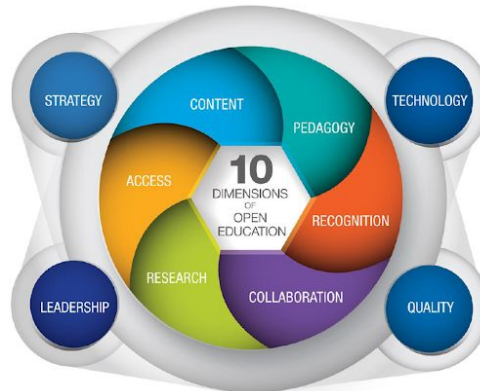 STRATEGY
TECHNOLOGY
CONTENT
PEDAGOGY
ACCESS
10
DIMENSIONS
OF
OPEN
EDUCATION
RECOGNITION
RESEARCH
COLLABORATION
LEADERSHIP
QUALITY